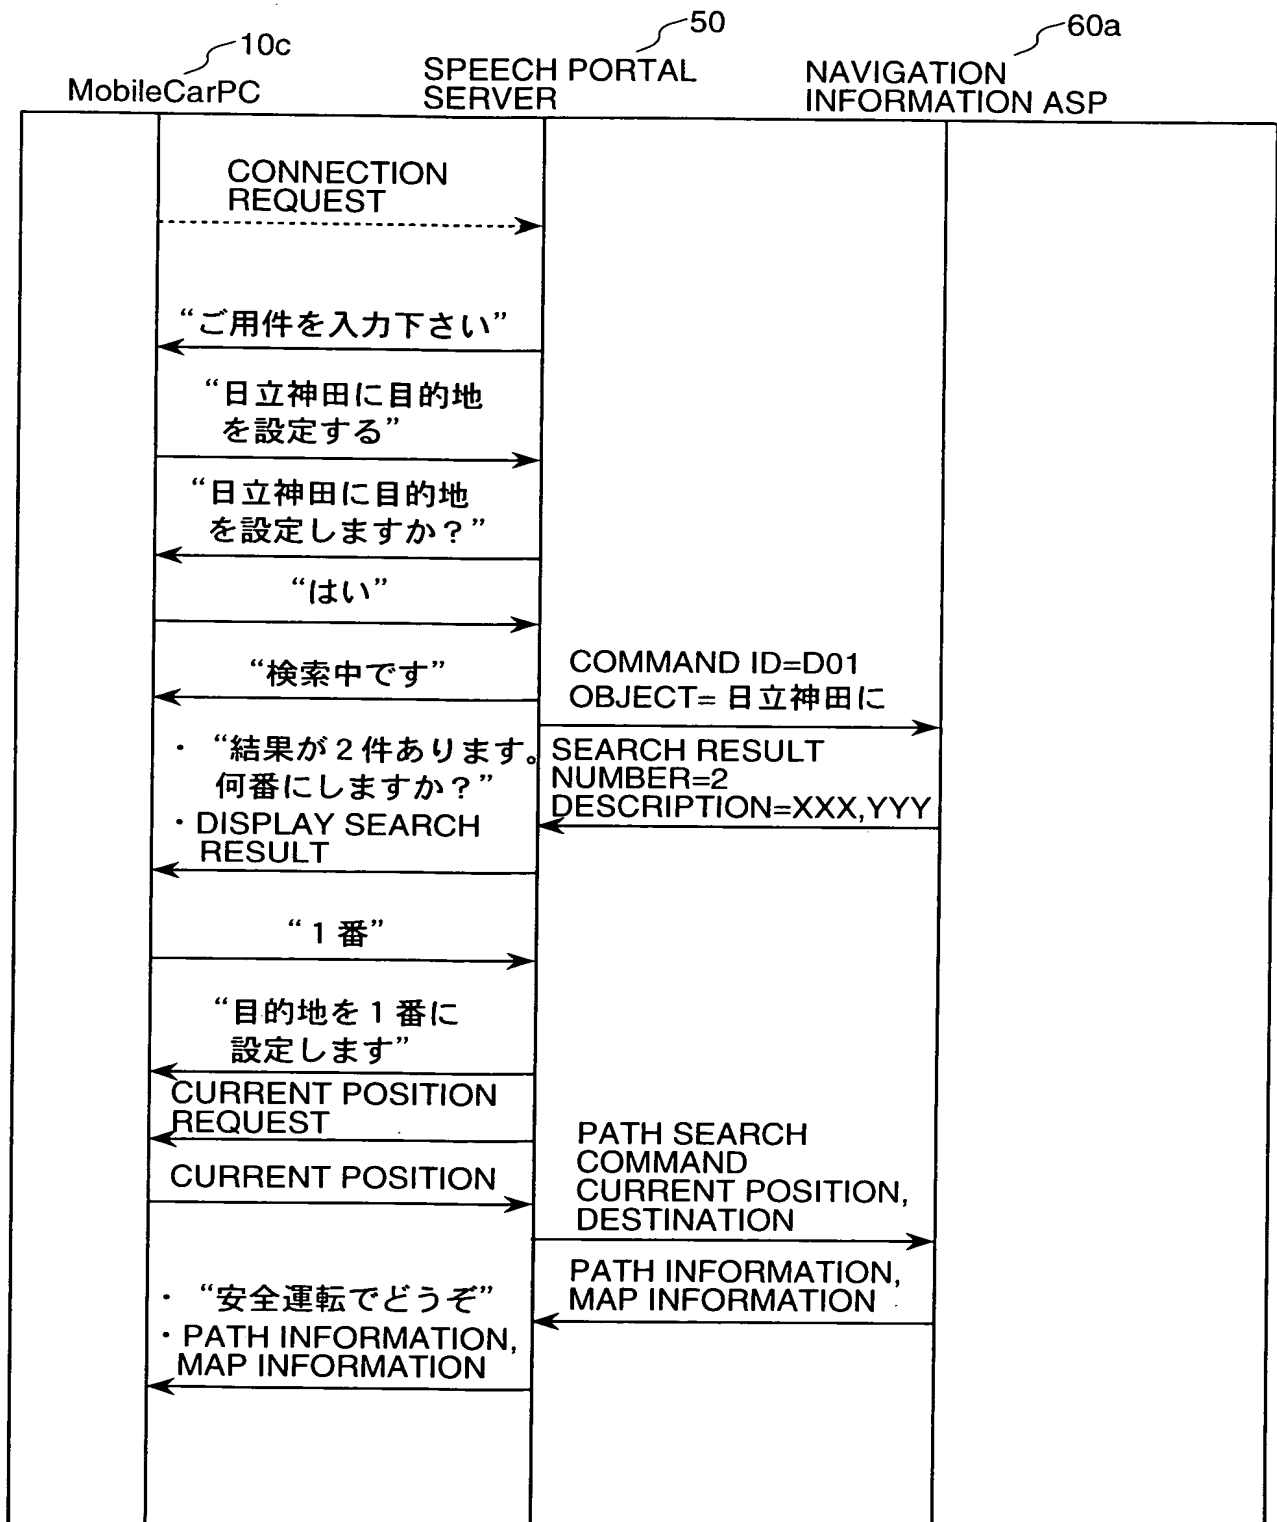 10c
50
60a
MobileCarPC
SPEECH PORTAL
SERVER
NAVIGATION
INFORMATION ASP
CONNECTION
REQUEST
“ご用件を入力下さい”
“日立神田に目的地
を設定する”
“日立神田に目的地
を設定しますか？”
“はい”
“検索中です”
COMMAND ID=D01
OBJECT= 日立神田に
・ “結果が２件あります。
何番にしますか？”
・DISPLAY SEARCH
RESULT
SEARCH RESULT
NUMBER=2
DESCRIPTION=XXX,YYY
“１番”
“目的地を１番に
設定します”
CURRENT POSITION
REQUEST
CURRENT POSITION
PATH SEARCH
COMMAND
CURRENT POSITION,
DESTINATION
PATH INFORMATION,
MAP INFORMATION
・ “安全運転でどうぞ”
・PATH INFORMATION,
MAP INFORMATION